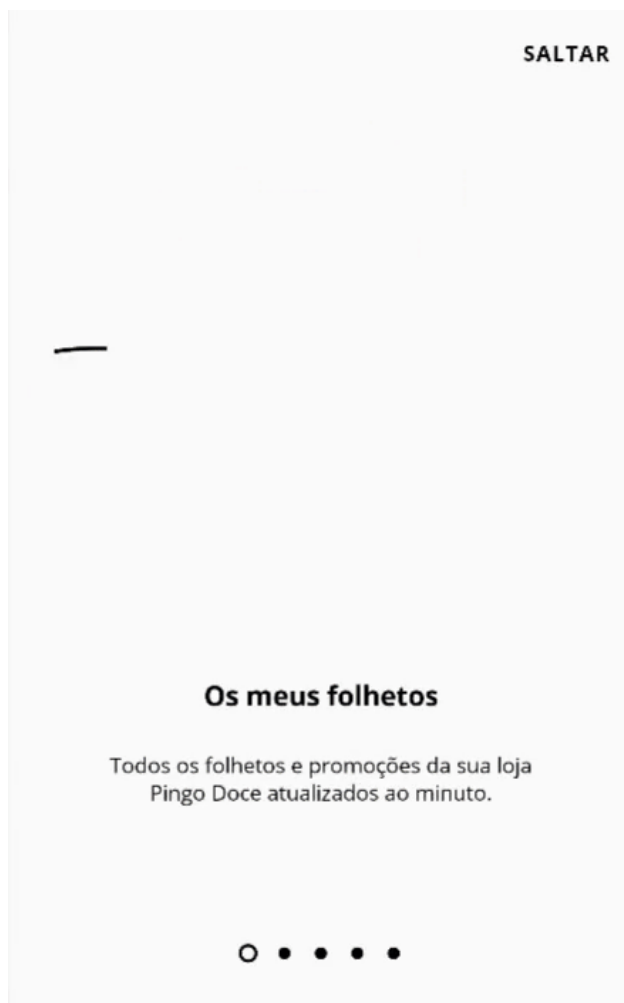 SALTAR
Os meus folhetos
Todos os folhetos e promoções da sua loja
Pingo Doce atualizados ao minuto.